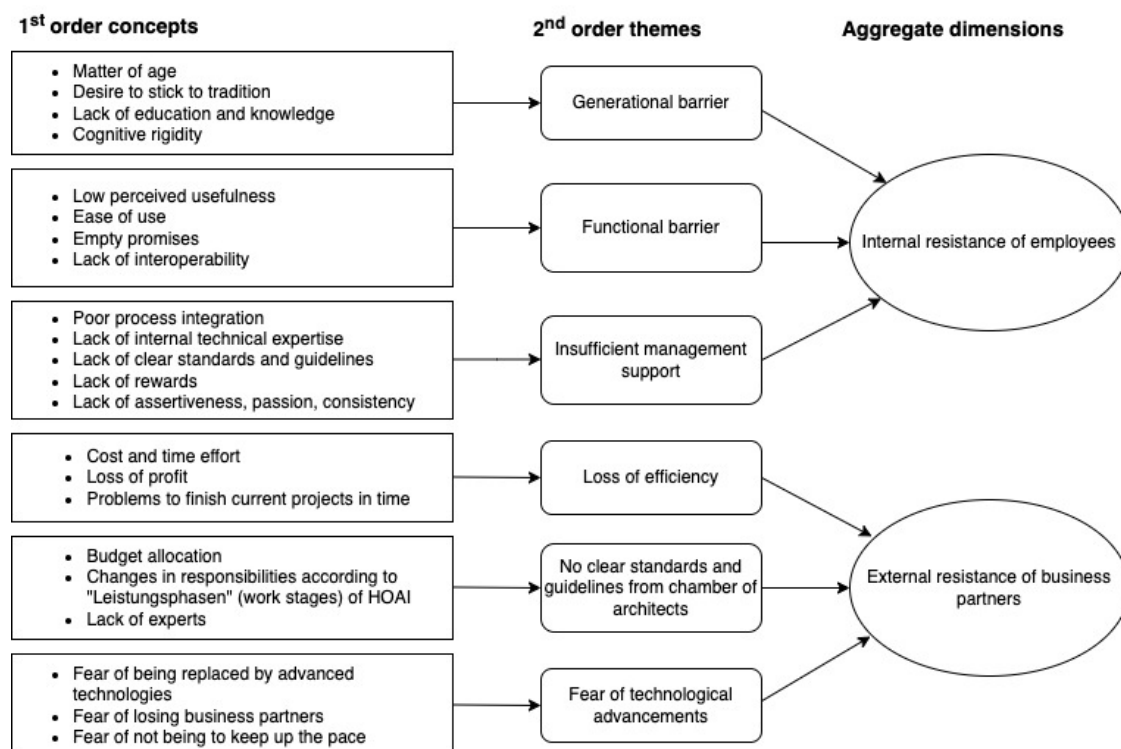 1st order concepts
2nd order themes
Aggregate dimensions
• Matter of age
• Desire to stick to tradition
• Lack of education and knowledge
• Cognitive rigidity
Generational barrier
• Low perceived usefulness
• Ease of use
• Empty promises
• Lack of interoperability
Functional barrier
Internal resistance of employees
• Poor process integration
• Lack of internal technical expertise
• Lack of clear standards and guidelines
• Lack of rewards
• Lack of assertiveness, passion, consistency
Insufficient management
support
• Cost and time effort
• Loss of profit
• Problems to finish current projects in time
Loss of efficiency
• Budget allocation
• Changes in responsibilities according to
"Leistungsphasen" (work stages) of HOAI
• Lack of experts
No clear standards and
guidelines from chamber of
architects
External resistance of business
partners
• Fear of being replaced by advanced
technologies
• Fear of losing business partners
• Fear of not being to keep up the pace
Fear of technological
advancements